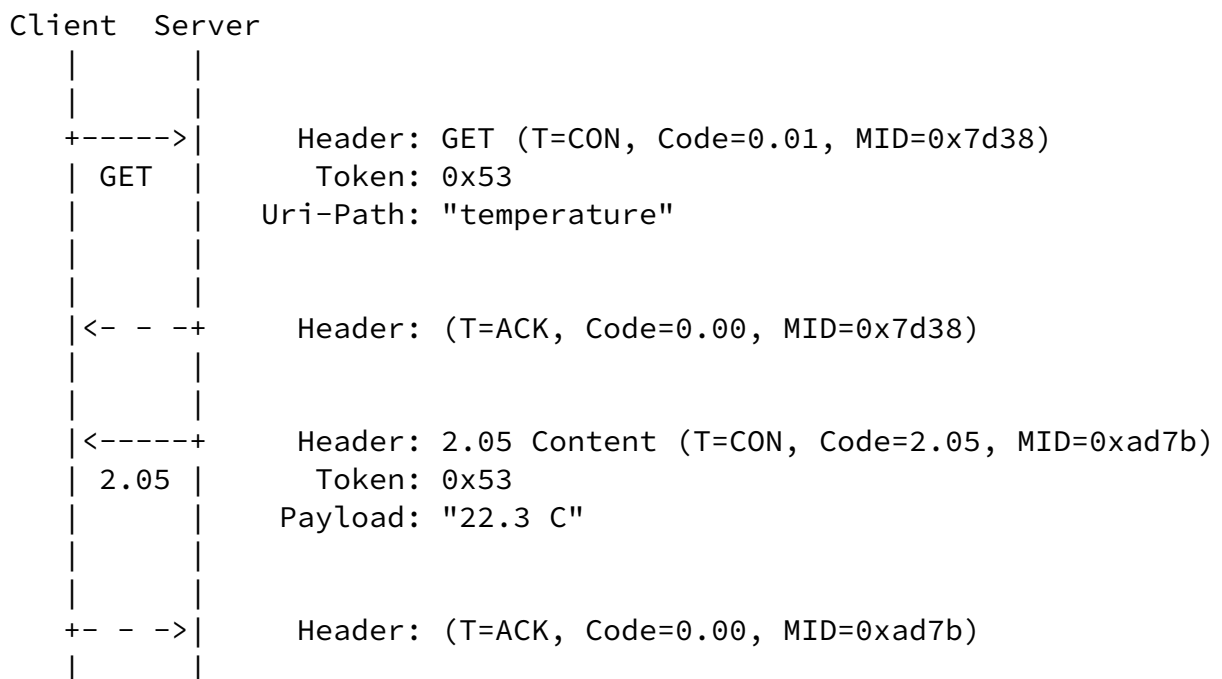 Client  Server
   |      |
   |      |
   +----->|     Header: GET (T=CON, Code=0.01, MID=0x7d38)
   | GET  |      Token: 0x53
   |      |   Uri-Path: "temperature"
   |      |
   |      |
   |<- - -+     Header: (T=ACK, Code=0.00, MID=0x7d38)
   |      |
   |      |
   |<-----+     Header: 2.05 Content (T=CON, Code=2.05, MID=0xad7b)
   | 2.05 |      Token: 0x53
   |      |    Payload: "22.3 C"
   |      |
   |      |
   +- - ->|     Header: (T=ACK, Code=0.00, MID=0xad7b)
   |      |